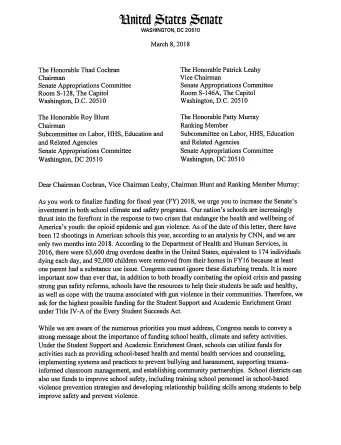 United States Senate
WASHINGTON, DC 20510
March 8, 2018
The Honorable Thad Cochran
Chairman
Senate Appropriations Committee
Room S-128, The Capitol
Washington, D.C. 20510
The Honorable Patrick Leahy
Vice Chairman
Senate Appropriations Committee
Room S-146A, The Capitol
Washington, D.C. 20510
The Honorable Roy Blunt
Chairman
Subcommittee on Labor, HHS, Education and
and Related Agencies
Senate Appropriations Committee
Washington, DC 20510
The Honorable Patty Murray
Ranking Member
Subcommittee on Labor, HHS, Education
and Related Agencies
Senate Appropriations Committee
Washington, DC 20510
Dear Chairman Cochran, Vice Chairman Leahy, Chairman Blunt and Ranking Member Murray:
As you work to finalize funding for fiscal year (FY) 2018, we urge you to increase the Senate's
investment in both school climate and safety programs. Our nation's schools are increasingly
thrust into the forefront in the response to two crises that endanger the health and wellbeing of
America's youth: the opioid epidemic and gun violence. As of the date of this letter, there have
been 12 shootings in American schools this year, according to an analysis by CNN, and we are
only two months into 2018. According to the Department of Health and Human Services, in
2016, there were 63,600 drug overdose deaths in the United States, equivalent to 174 individuals
dying each day, and 92,000 children were removed from their homes in FY16 because at least
one parent had a substance use issue. Congress cannot ignore these disturbing trends. It is more
important now than ever that, in addition to both broadly combating the opioid crisis and passing
strong gun safety reforms, schools have the resources to help their students be safe and healthy,
as well as cope with the trauma associated with gun violence in their communities. Therefore, we
ask for the highest possible funding for the Student Support and Academic Enrichment Grant
under Title IV-A of the Every Student Succeeds Act.
While we are aware of the numerous priorities you must address, Congress needs to convey a
strong message about the importance of funding school health, climate and safety activities.
Under the Student Support and Academic Enrichment Grant, schools can utilize funds for
activities such as providing school-based health and mental health services and counseling,
implementing systems and practices to prevent bullying and harassment, supporting trauma-
informed classroom management, and establishing community partnerships. School districts can
also use funds to improve school safety, including training school personnel in school-based
violence prevention strategies and developing relationship building skills among students to help
improve safety and prevent violence.